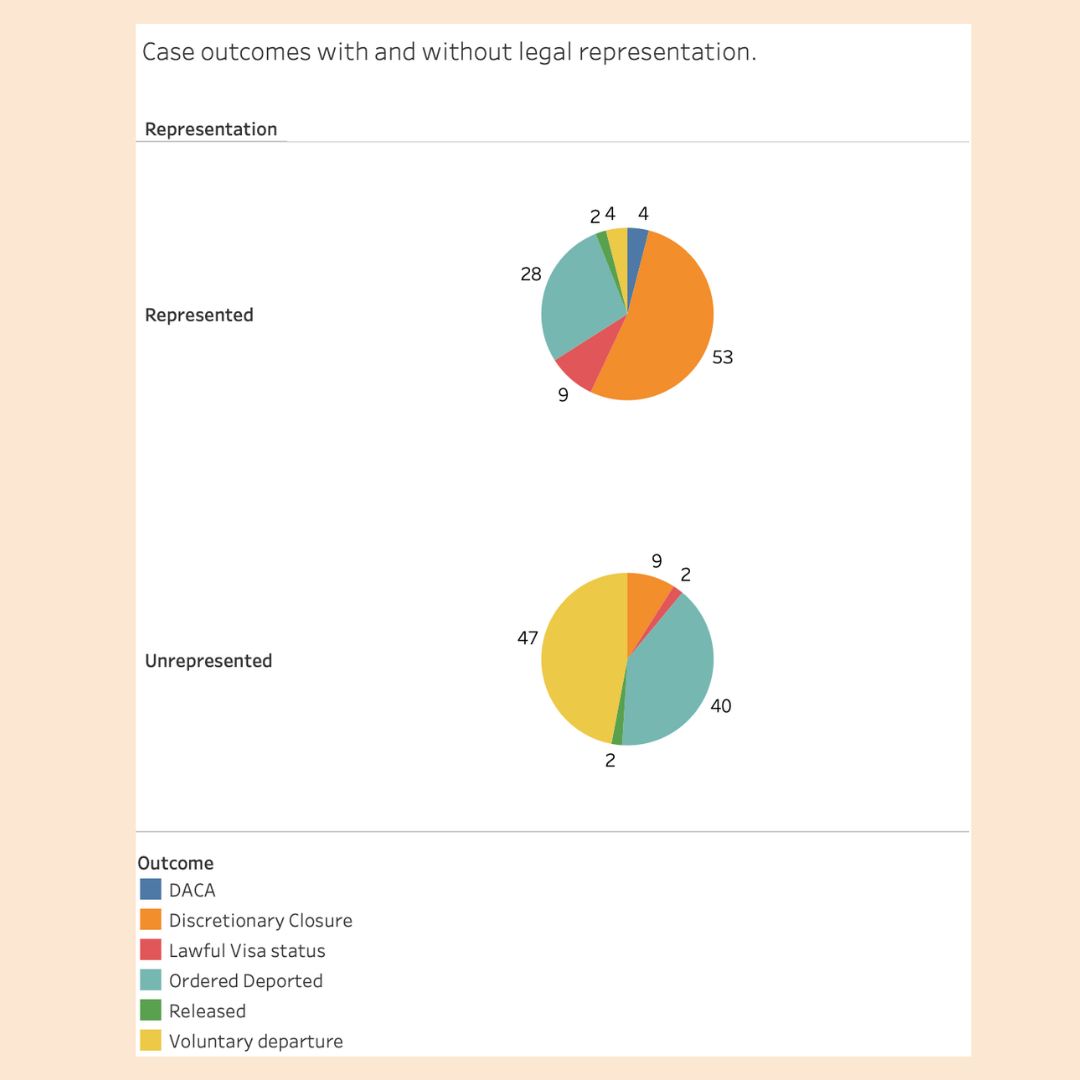 Case outcomes with and without legal representation.
Representation
2 4 4
28
Represented
53
9
9
2
47
Unrepresented
40
2
Outcome
DACA
Discretionary Closure
Lawful Visa status
Ordered Deported
Released
Voluntary departure